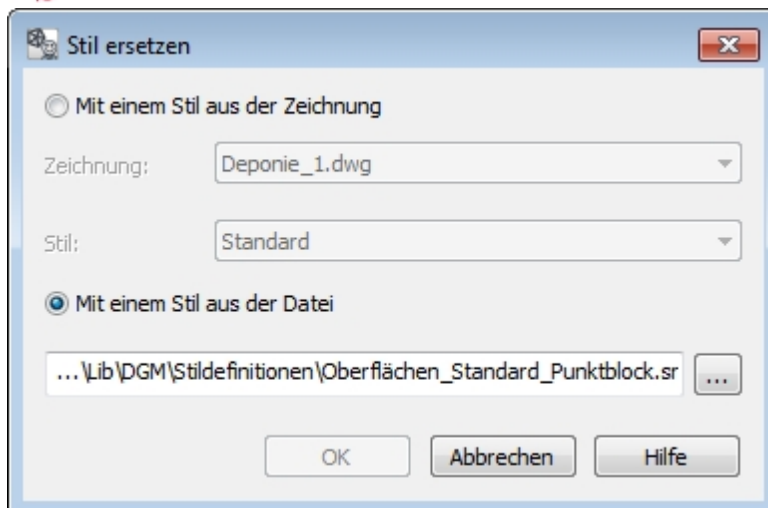 Stil ersetzen
Mit einem Stil aus der Zeichnung
Zeichnung: Deponie_1.dwg
Stil: Standard
Mit einem Stil aus der Datei
...\Lib\DGM\Stildefinitionen\Oberflächen_Standard_Punktblock.sr ...
OK Abbrechen Hilfe